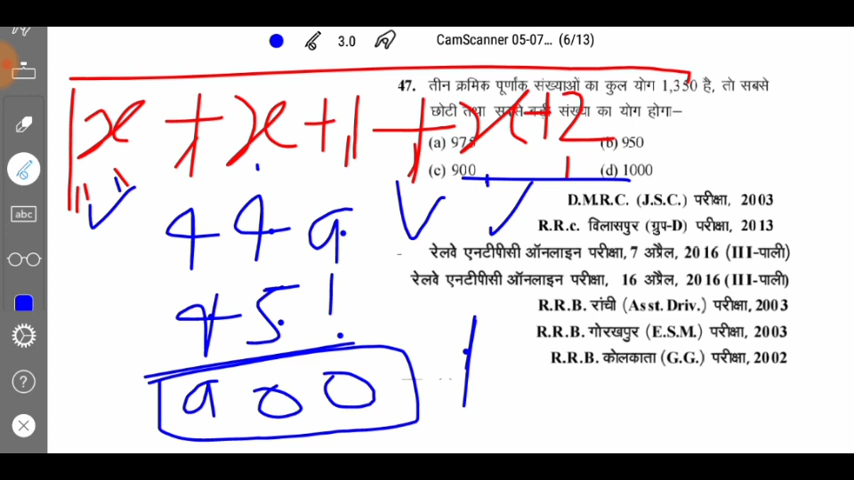 3.0 CamScanner 05-07... (6/13)
47. तीन क्रमिक पूर्णांक संख्याओं का कुल योग 1,350 है, तो सबसे
छोटी तथा सबसे बड़ी संख्या का योग होगा–
(a) 975 (b) 950
(c) 900 (d) 1000
D.M.R.C. (J.S.C.) परीक्षा, 2003
R.R.c. विलासपुर (ग्रुप-D) परीक्षा, 2013
रेलवे एनटीपीसी ऑनलाइन परीक्षा, 7 अप्रैल, 2016 (III-पाली)
रेलवे एनटीपीसी ऑनलाइन परीक्षा, 16 अप्रैल, 2016 (III-पाली)
R.R.B. रांची (Asst. Driv.) परीक्षा, 2003
R.R.B. गोरखपुर (E.S.M.) परीक्षा, 2003
R.R.B. कोलकाता (G.G.) परीक्षा, 2002
x + x + 1 + x + 2
449
451
900
abc
?